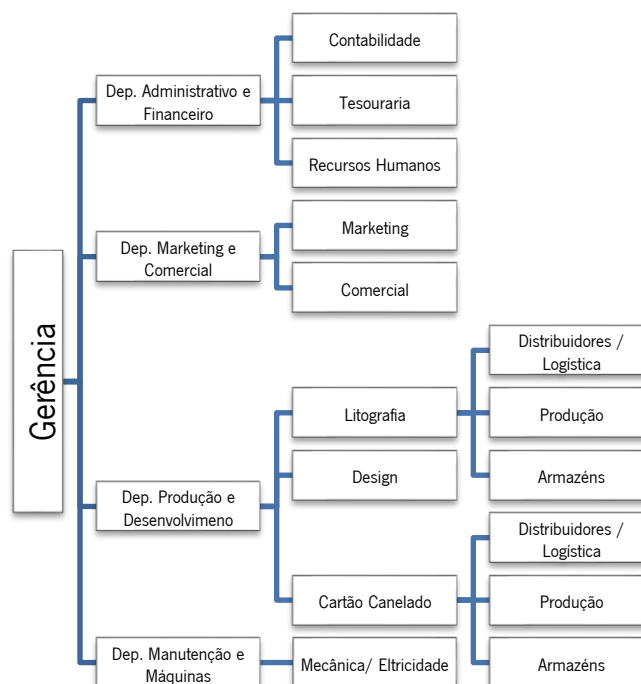 Gerência
Dep. Administrativo e
Financeiro
Contabilidade
Tesouraria
Recursos Humanos
Dep. Marketing e
Comercial
Marketing
Comercial
Dep. Produção e
Desenvolvimeno
Litografia
Distribuidores /
Logística
Produção
Armazéns
Design
Cartão Canelado
Distribuidores /
Logística
Produção
Armazéns
Dep. Manutenção e
Máquinas
Mecânica/ Eltricidade